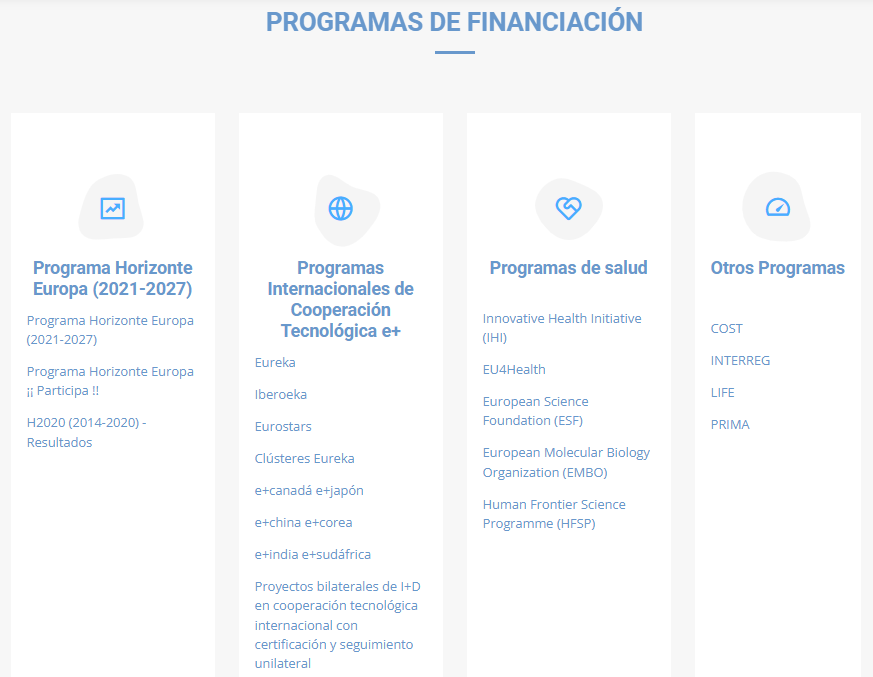 PROGRAMAS DE FINANCIACIÓN
Programa Horizonte
Europa (2021-2027)
Programa Horizonte Europa
(2021-2027)
Programa Horizonte Europa
¡¡ Participa !!
H2020 (2014-2020) -
Resultados
Programas
Internacionales de
Cooperación
Tecnológica e+
Eureka
Iberoeka
Eurostars
Clústeres Eureka
e+canadá e+japón
e+china e+corea
e+india e+sudáfrica
Proyectos bilaterales de I+D
en cooperación tecnológica
internacional con
certificación y seguimiento
unilateral
Programas de salud
Innovative Health Initiative
(IHI)
EU4Health
European Science
Foundation (ESF)
European Molecular Biology
Organization (EMBO)
Human Frontier Science
Programme (HFSP)
Otros Programas
COST
INTERREG
LIFE
PRIMA